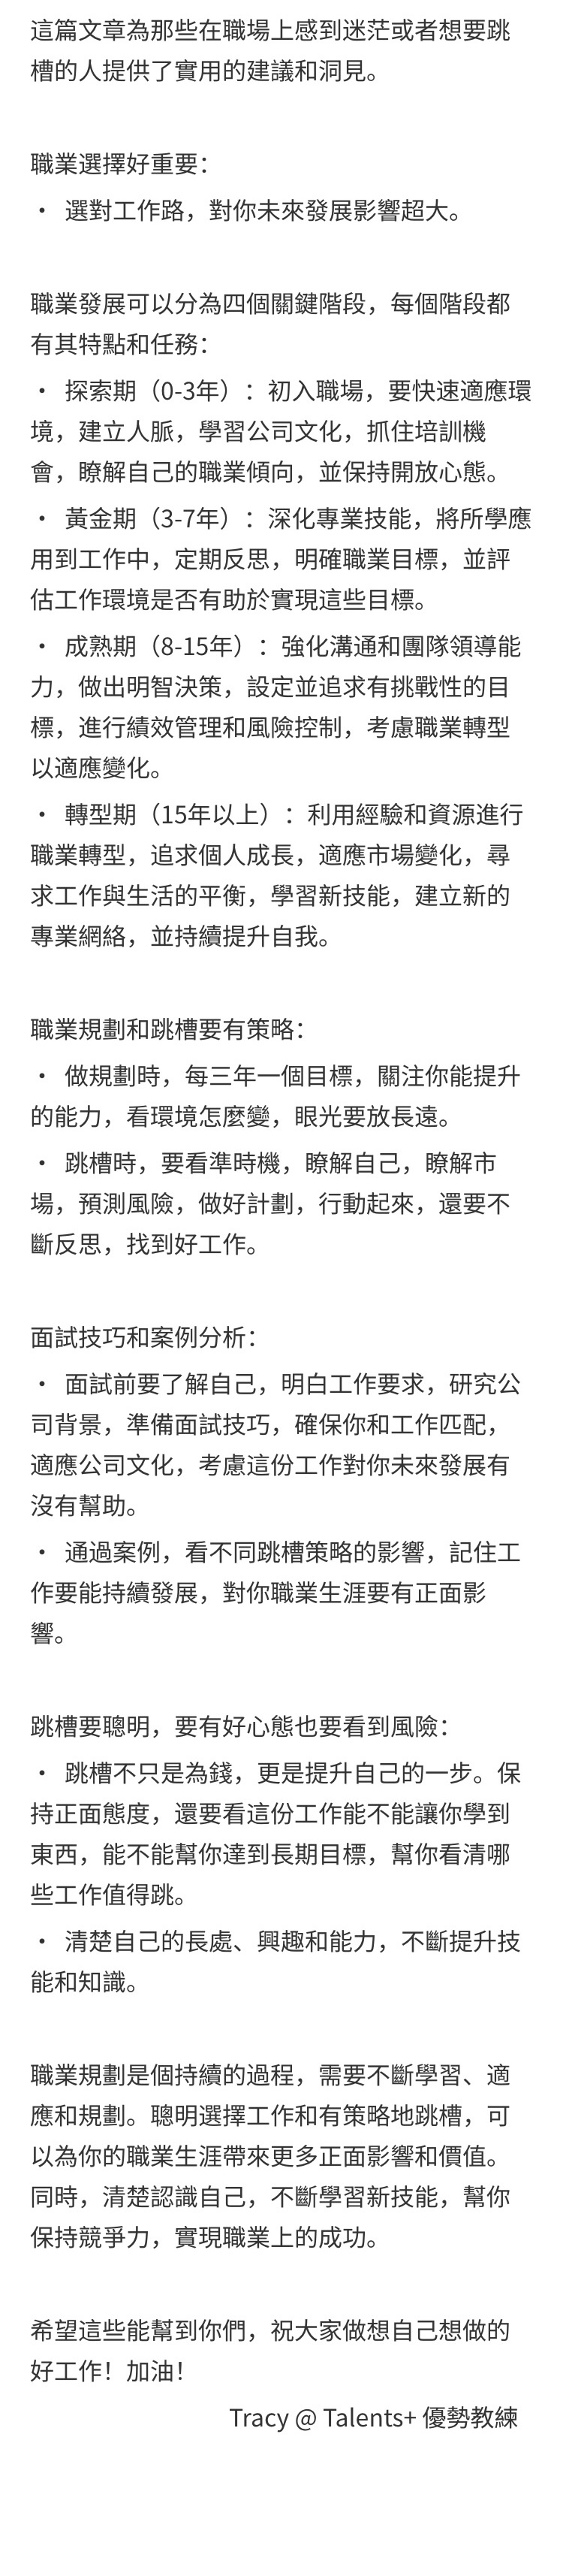 這篇文章為那些在職場上感到迷茫或者想要跳
槽的人提供了實用的建議和洞見。
職業選擇好重要：
• 選對工作路，對你未來發展影響超大。
職業發展可以分為四個關鍵階段，每個階段都
有其特點和任務：
• 探索期（0-3年）：初入職場，要快速適應環
境，建立人脈，學習公司文化，抓住培訓機
會，瞭解自己的職業傾向，並保持開放心態。
• 黃金期（3-7年）：深化專業技能，將所學應
用到工作中，定期反思，明確職業目標，並評
估工作環境是否有助於實現這些目標。
• 成熟期（8-15年）：強化溝通和團隊領導能
力，做出明智決策，設定並追求有挑戰性的目
標，進行績效管理和風險控制，考慮職業轉型
以適應變化。
• 轉型期（15年以上）：利用經驗和資源進行
職業轉型，追求個人成長，適應市場變化，尋
求工作與生活的平衡，學習新技能，建立新的
專業網絡，並持續提升自我。
職業規劃和跳槽要有策略：
• 做規劃時，每三年一個目標，關注你能提升
的能力，看環境怎麼變，眼光要放長遠。
• 跳槽時，要看準時機，瞭解自己，瞭解市
場，預測風險，做好計劃，行動起來，還要不
斷反思，找到好工作。
面試技巧和案例分析：
• 面試前要了解自己，明白工作要求，研究公
司背景，準備面試技巧，確保你和工作匹配，
適應公司文化，考慮這份工作對你未來發展有
沒有幫助。
• 通過案例，看不同跳槽策略的影響，記住工
作要能持續發展，對你職業生涯要有正面影
響。
跳槽要聰明，要有好心態也要看到風險：
• 跳槽不只是為錢，更是提升自己的一步。保
持正面態度，還要看這份工作能不能讓你學到
東西，能不能幫你達到長期目標，幫你看清哪
些工作值得跳。
• 清楚自己的長處、興趣和能力，不斷提升技
能和知識。
職業規劃是個持續的過程，需要不斷學習、適
應和規劃。聰明選擇工作和有策略地跳槽，可
以為你的職業生涯帶來更多正面影響和價值。
同時，清楚認識自己，不斷學習新技能，幫你
保持競爭力，實現職業上的成功。
希望這些能幫到你們，祝大家做想自己想做的
好工作！加油！
Tracy @ Talents+ 優勢教練